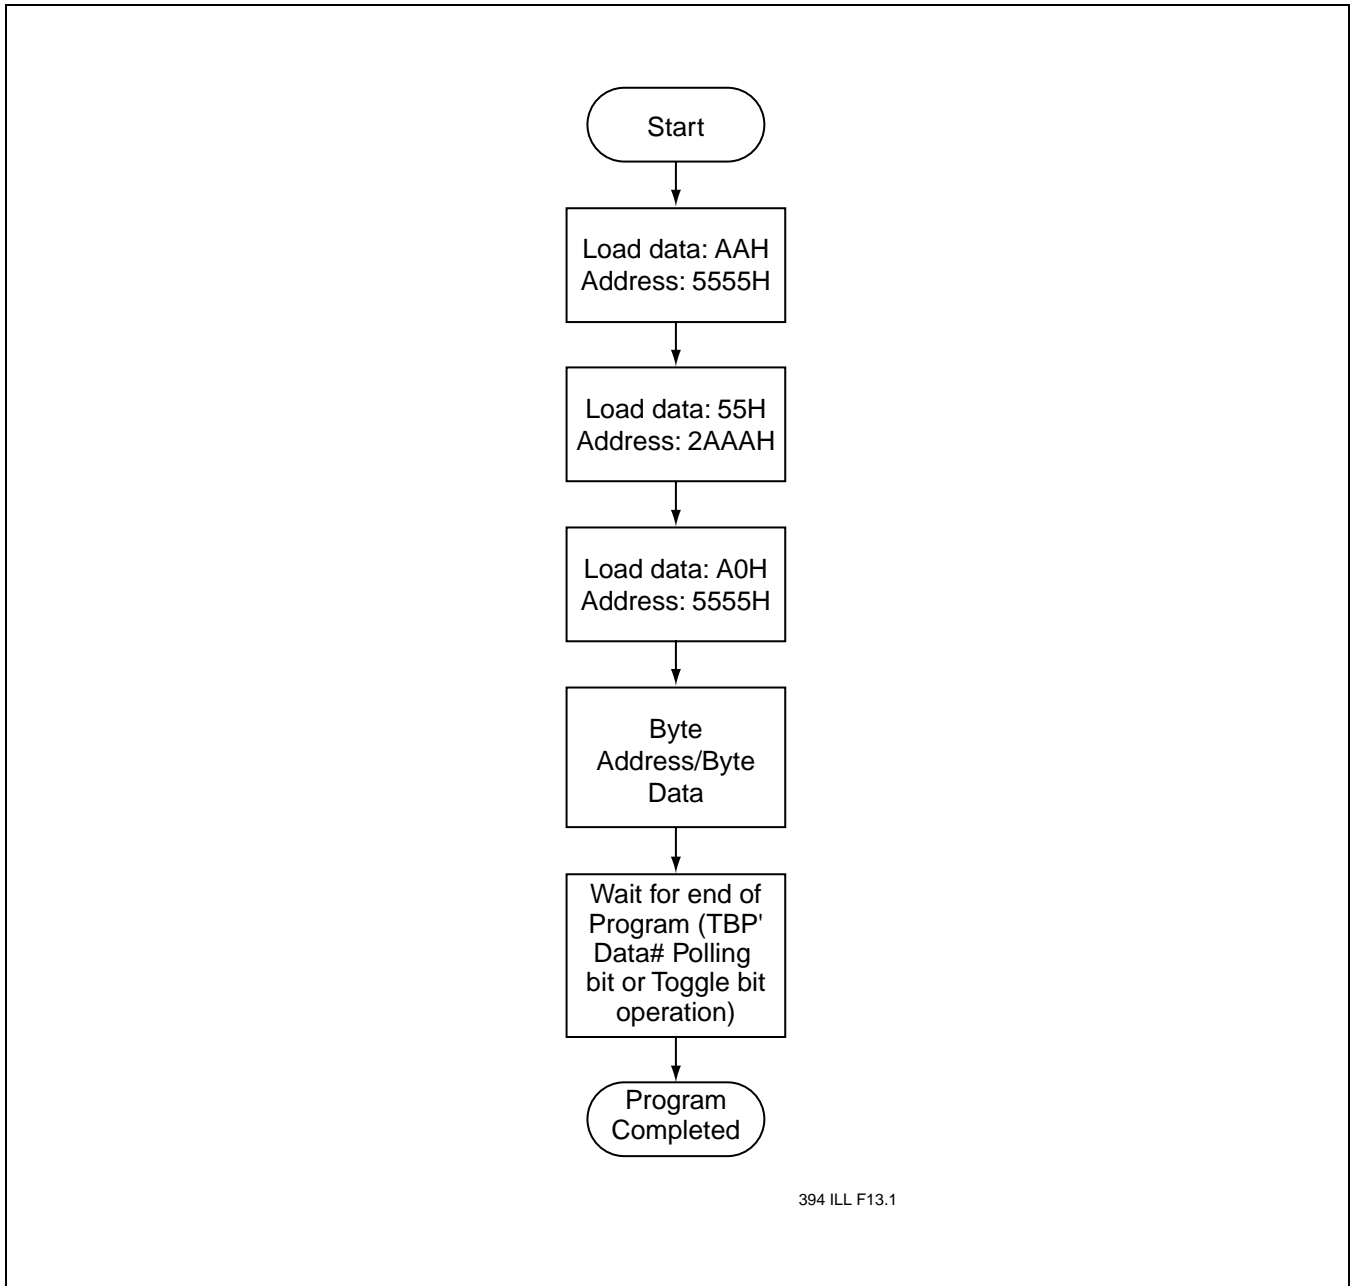 Start
Load data: AAH
Address: 5555H
Load data: 55H
Address: 2AAAH
Load data: A0H
Address: 5555H
Byte
Address/Byte
Data
Wait for end of
Program (TBP'
Data# Polling
bit or Toggle bit
operation)
Program
Completed
394 ILL F13.1